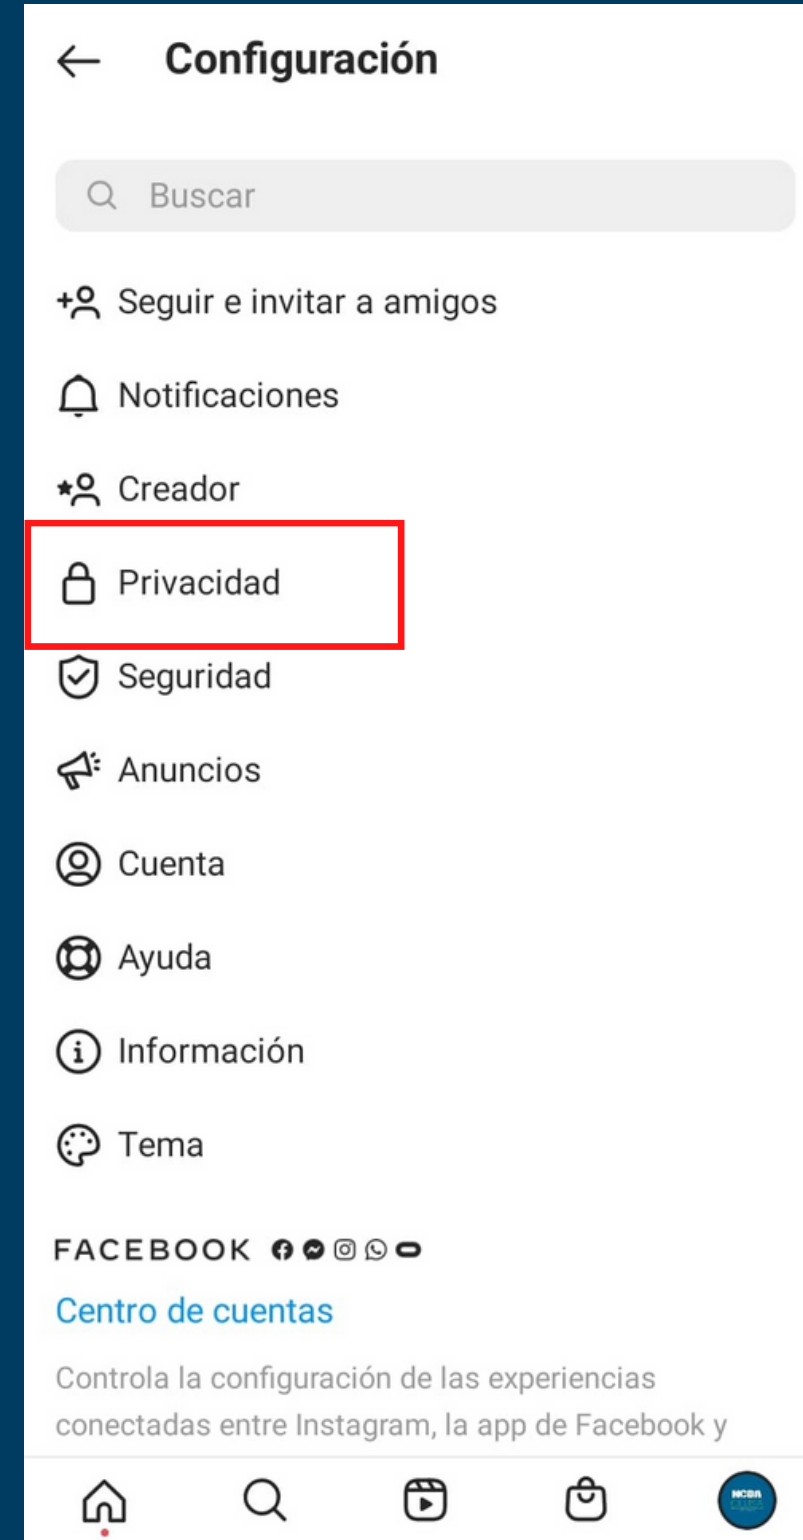 Configuración
Buscar
Seguir e invitar a amigos
Notificaciones
Creador
Privacidad
Seguridad
Anuncios
Cuenta
Ayuda
Información
Tema
FACEBOOK
Centro de cuentas
Controla la configuración de las experiencias
conectadas entre Instagram, la app de Facebook y
NCBA